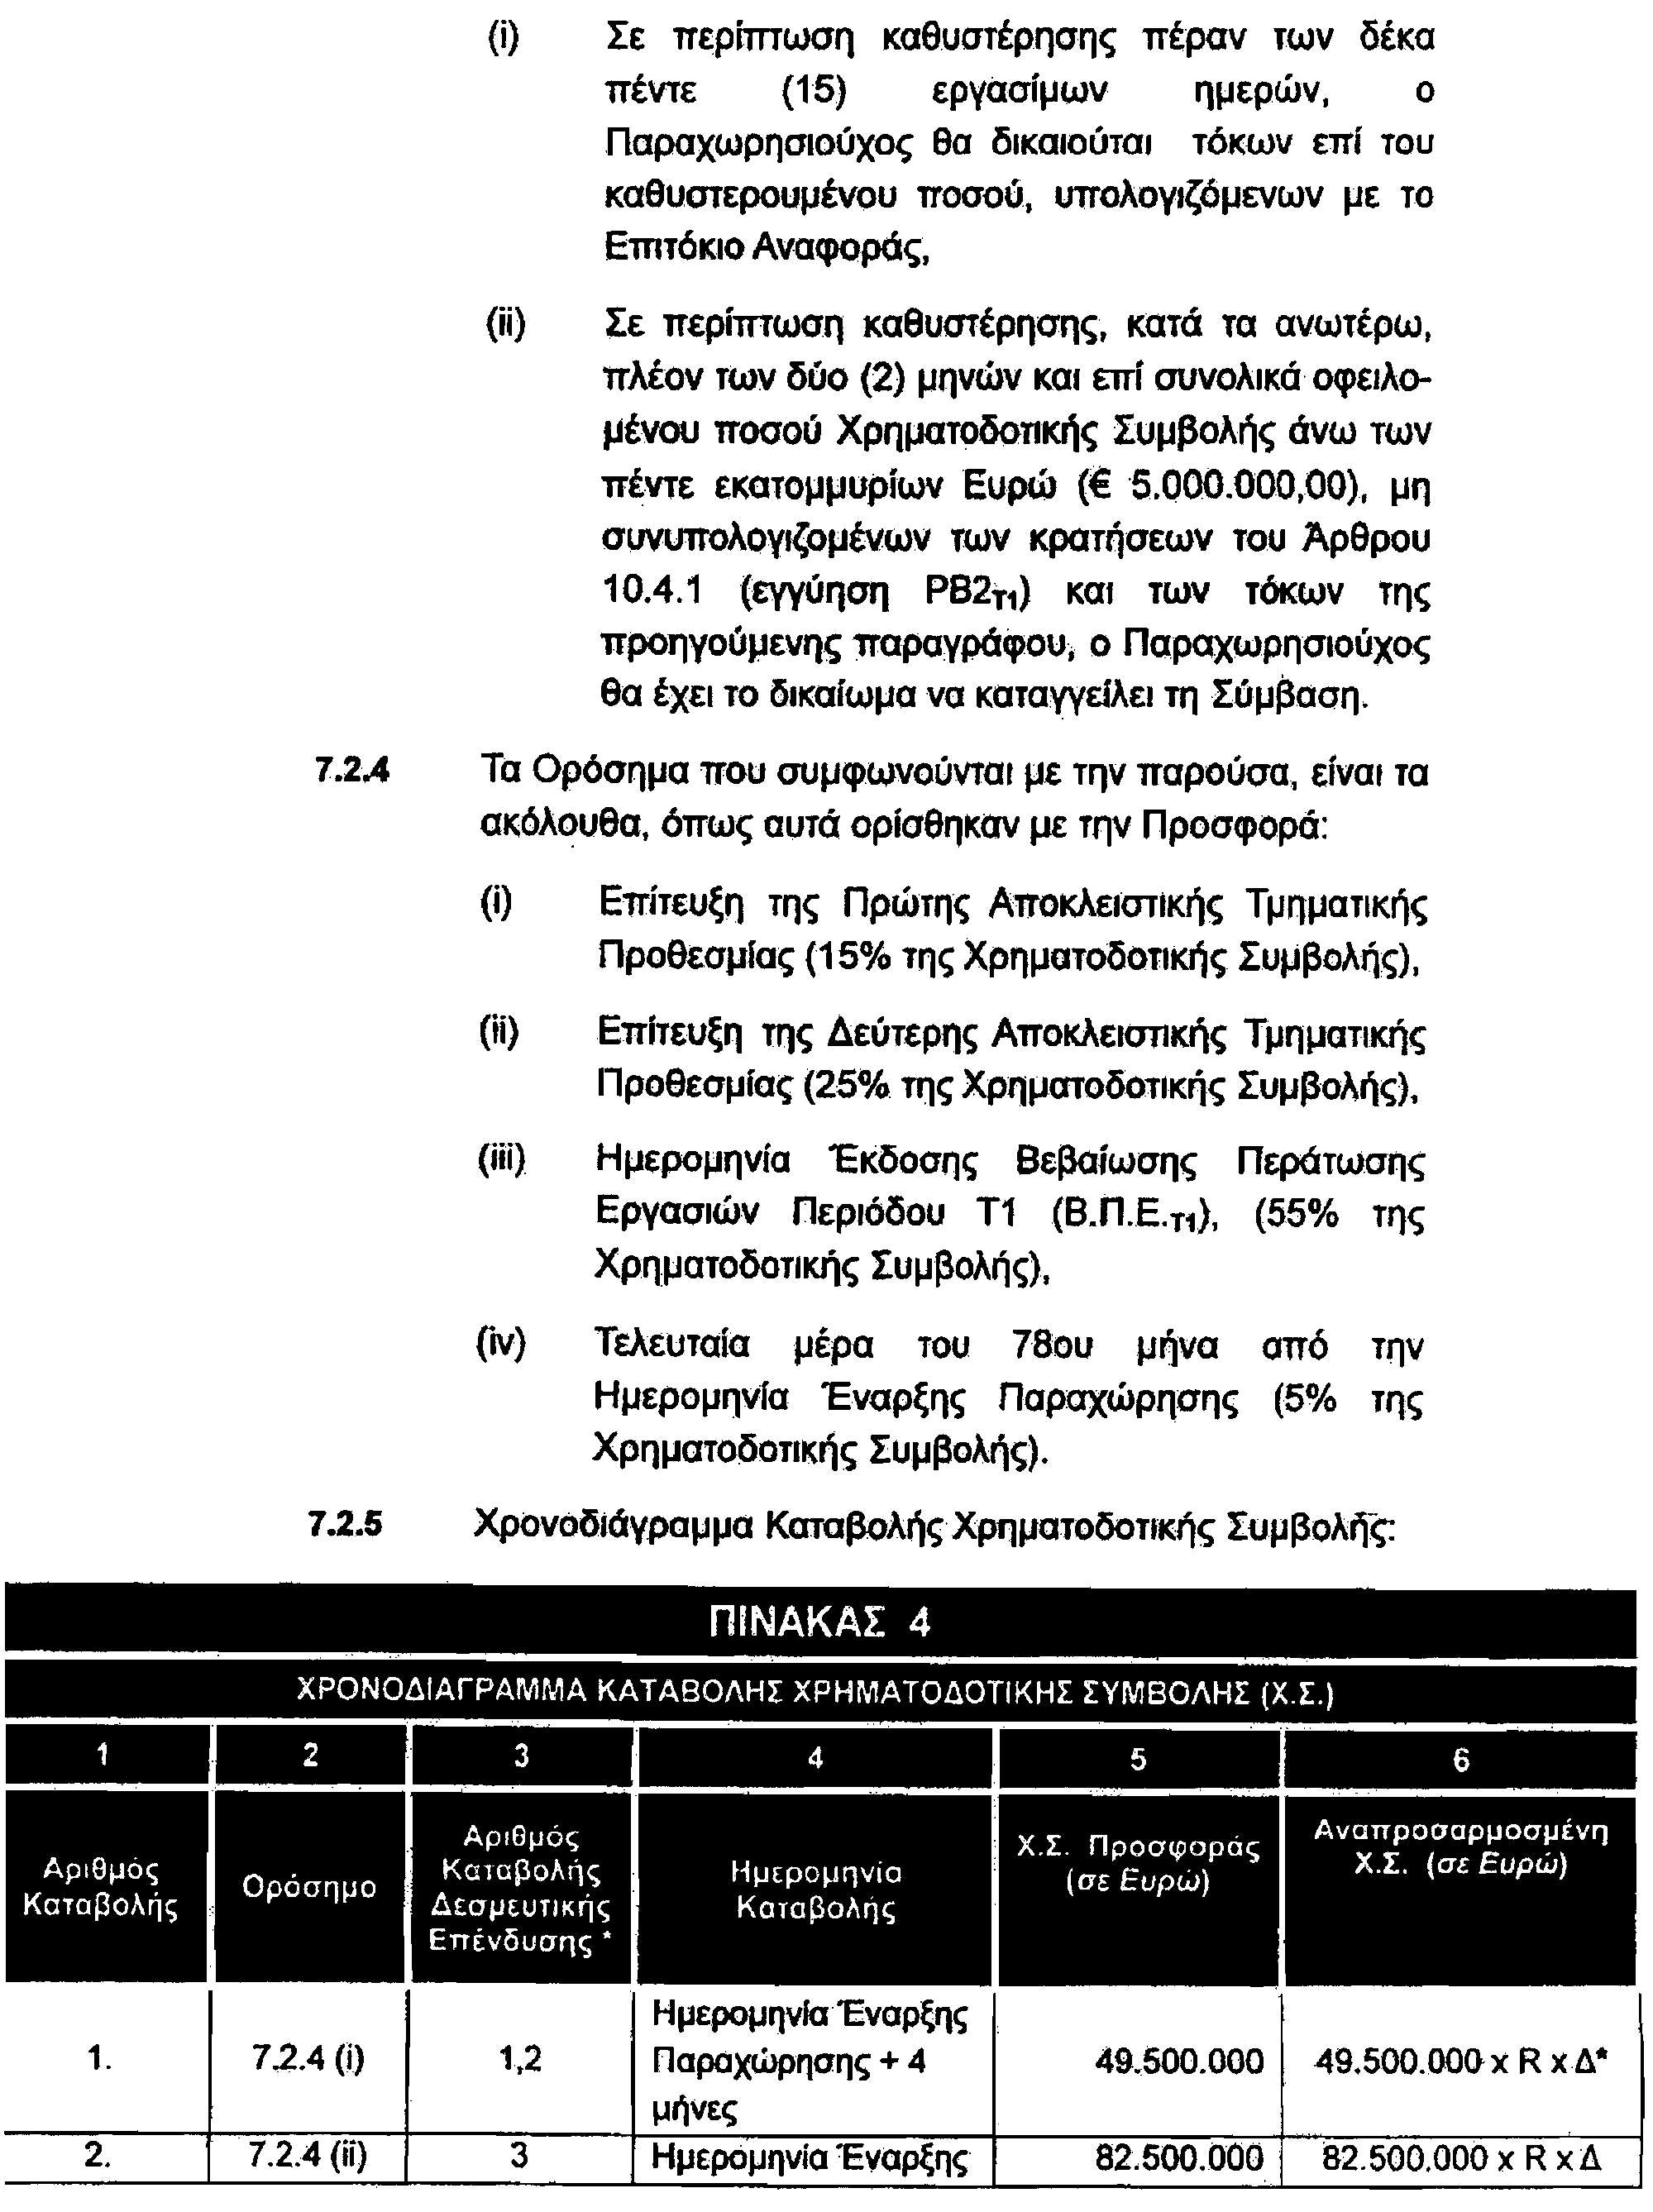 (i) Σε περίπτωση καθυστέρησης πέραν των δέκα
πέντε (15) εργασίμων ημερών, ο
Παραχωρησιούχος θα δικαιούται τόκων επί του
καθυστερουμένου ποσού, υπολογιζόμενων με το
Επιτόκιο Αναφοράς,
(ii) Σε περίπτωση καθυστέρησης, κατά τα ανωτέρω,
πλέον των δύο (2) μηνών και επί συνολικά οφειλο-
μένου ποσού Χρηματοδοτικής Συμβολής άνω των
πέντε εκατομμυρίων Ευρώ (€ 5.000.000,00), μη
συνυπολογιζομένων των κρατήσεων του Άρθρου
10.4.1 (εγγύηση PB2Τ1) και των τόκων της
προηγούμενης παραγράφου, ο Παραχωρησιούχος
θα έχει το δικαίωμα να καταγγείλει τη Σύμβαση.
7.2.4 Τα Ορόσημα που συμφωνούνται με την παρούσα, είναι τα
ακόλουθα, όπως αυτά ορίσθηκαν με την Προσφορά:
(i) Επίτευξη της Πρώτης Αποκλειστικής Τμηματικής
Προθεσμίας (15% της Χρηματοδοτικής Συμβολής),
(ii) Επίτευξη της Δεύτερης Αποκλειστικής Τμηματικής
Προθεσμίας (25% της Χρηματοδοτικής Συμβολής),
(iii) Ημερομηνία Έκδοσης Βεβαίωσης Περάτωσης
Εργασιών Περιόδου Τ1 (Β.Π.Ε.Τ1), (55% της
Χρηματοδοτικής Συμβολής),
(iv) Τελευταία μέρα του 78ου μήνα από την
Ημερομηνία Έναρξης Παραχώρησης (5% της
Χρηματοδοτικής Συμβολής).
7.2.5 Χρονοδιάγραμμα Καταβολής Χρηματοδοτικής Συμβολής:
ΠΙΝΑΚΑΣ 4
ΧΡΟΝΟΔΙΑΓΡΑΜΜΑ ΚΑΤΑΒΟΛΗΣ ΧΡΗΜΑΤΟΔΟΤΙΚΗΣ ΣΥΜΒΟΛΗΣ (Χ.Σ.)
1 2 3 4 5 6
Αριθμός
Καταβολής
Ορόσημο
Αριθμός
Καταβολής
Δεσμευτικής
Επένδυσης *
Ημερομηνία
Καταβολής
Χ.Σ. Προσφοράς
(σε Ευρώ)
Αναπροσαρμοσμένη
Χ.Σ. (σε Ευρώ)
1. 7.2.4 (i) 1,2
Ημερομηνία Έναρξης
Παραχώρησης + 4
μήνες
49.500.000 49.500.000 x R x Δ*
2. 7.2.4 (ii) 3 Ημερομηνία Έναρξης 82.500.000 82.500.000 x R x Δ